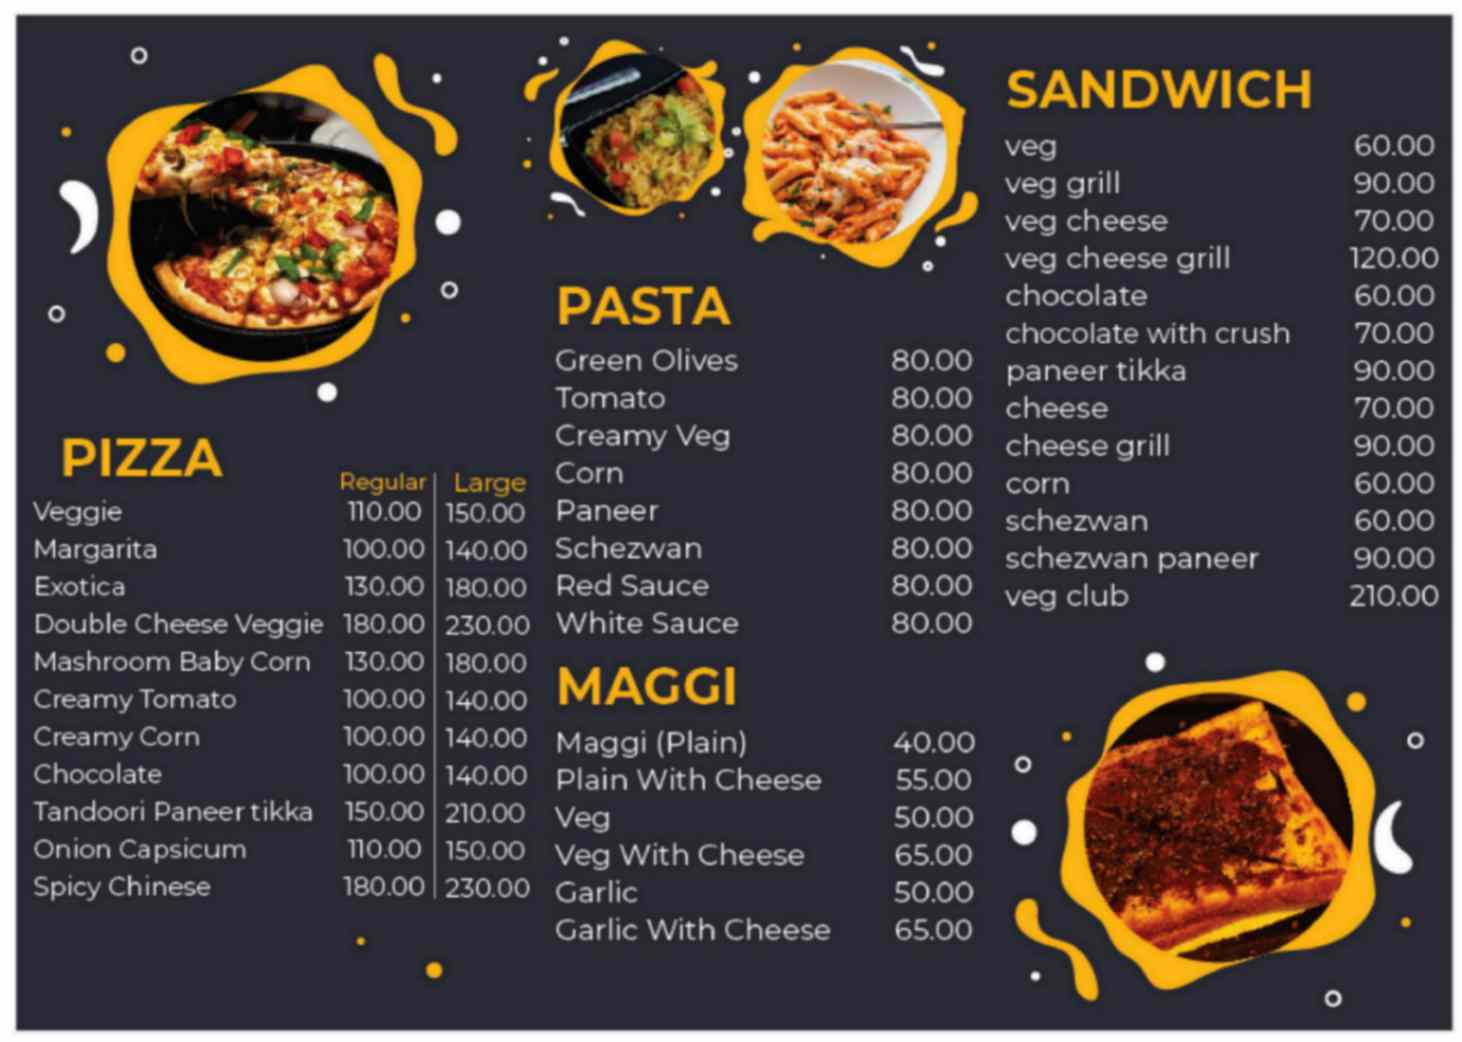 PIZZA
Regular Large
Veggie 110.00 150.00
Margarita 100.00 140.00
Exotica 130.00 180.00
Double Cheese Veggie 180.00 230.00
Mashroom Baby Corn 130.00 180.00
Creamy Tomato 100.00 140.00
Creamy Corn 100.00 140.00
Chocolate 100.00 140.00
Tandoori Paneer tikka 150.00 210.00
Onion Capsicum 110.00 150.00
Spicy Chinese 180.00 230.00
PASTA
Green Olives 80.00
Tomato 80.00
Creamy Veg 80.00
Corn 80.00
Paneer 80.00
Schezwan 80.00
Red Sauce 80.00
White Sauce 80.00
MAGGI
Maggi (Plain) 40.00
Plain With Cheese 55.00
Veg 50.00
Veg With Cheese 65.00
Garlic 50.00
Garlic With Cheese 65.00
SANDWICH
veg 60.00
veg grill 90.00
veg cheese 70.00
veg cheese grill 120.00
chocolate 60.00
chocolate with crush 70.00
paneer tikka 90.00
cheese 70.00
cheese grill 90.00
corn 60.00
schezwan 60.00
schezwan paneer 90.00
veg club 210.00